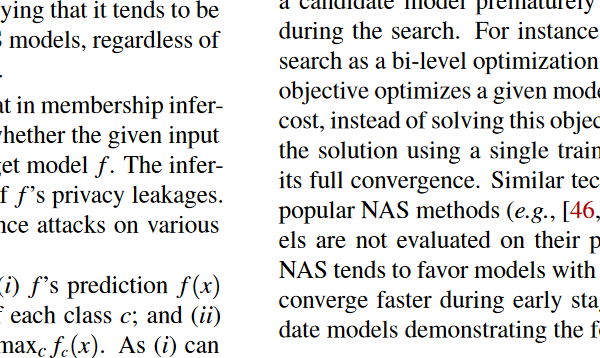 ying that it tends to be
models, regardless of
.
at in membership infer-
whether the given input
get model f. The infer-
f f's privacy leakages.
nce attacks on various
(i) f's prediction f(x)
f each class c; and (ii)
max_c f_c(x). As (i) can
a candidate model prematurely
during the search. For instance
search as a bi-level optimization
objective optimizes a given mode
cost, instead of solving this objec
the solution using a single train
its full convergence. Similar tec
popular NAS methods (e.g., [46,
els are not evaluated on their p
NAS tends to favor models with
converge faster during early sta
date models demonstrating the f